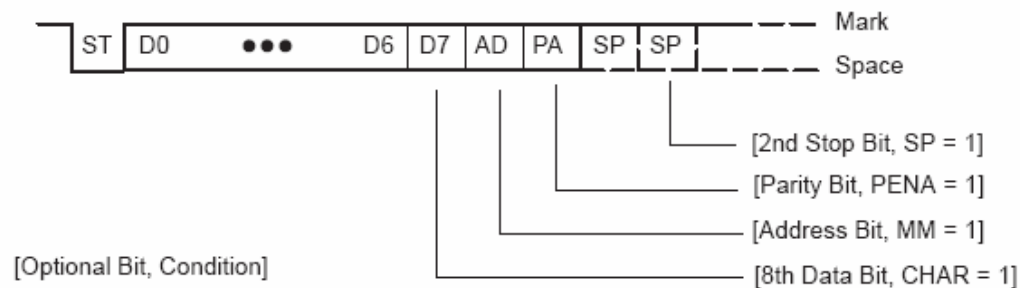 Mark
ST D0 ●●● D6 D7 AD PA SP SP
Space
[2nd Stop Bit, SP = 1]
[Parity Bit, PENA = 1]
[Address Bit, MM = 1]
[Optional Bit, Condition]
[8th Data Bit, CHAR = 1]